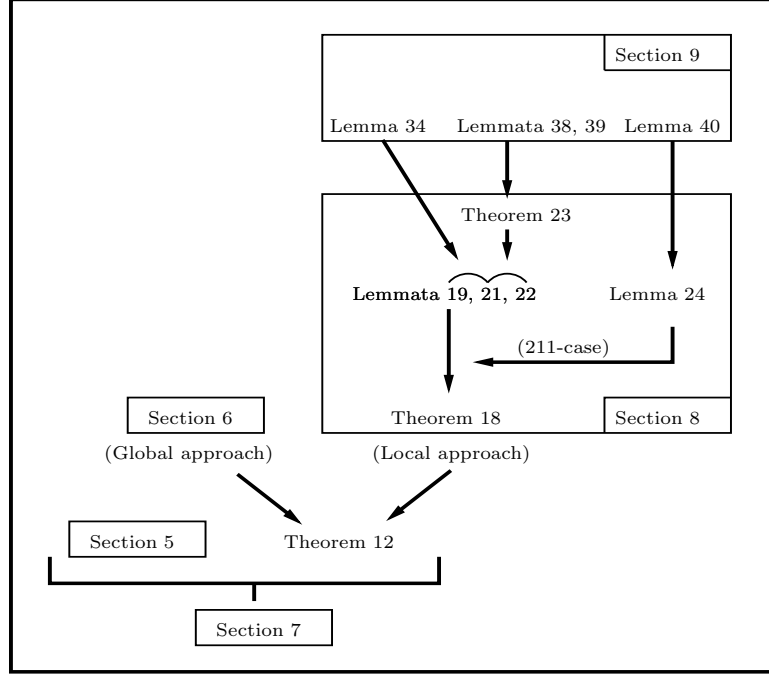 Section 9
Lemma 34 Lemmata 38, 39 Lemma 40
Theorem 23
Lemmata 19, 21, 22 Lemma 24
(211-case)
Section 6 Theorem 18 Section 8
(Global approach) (Local approach)
Section 5 Theorem 12
Section 7